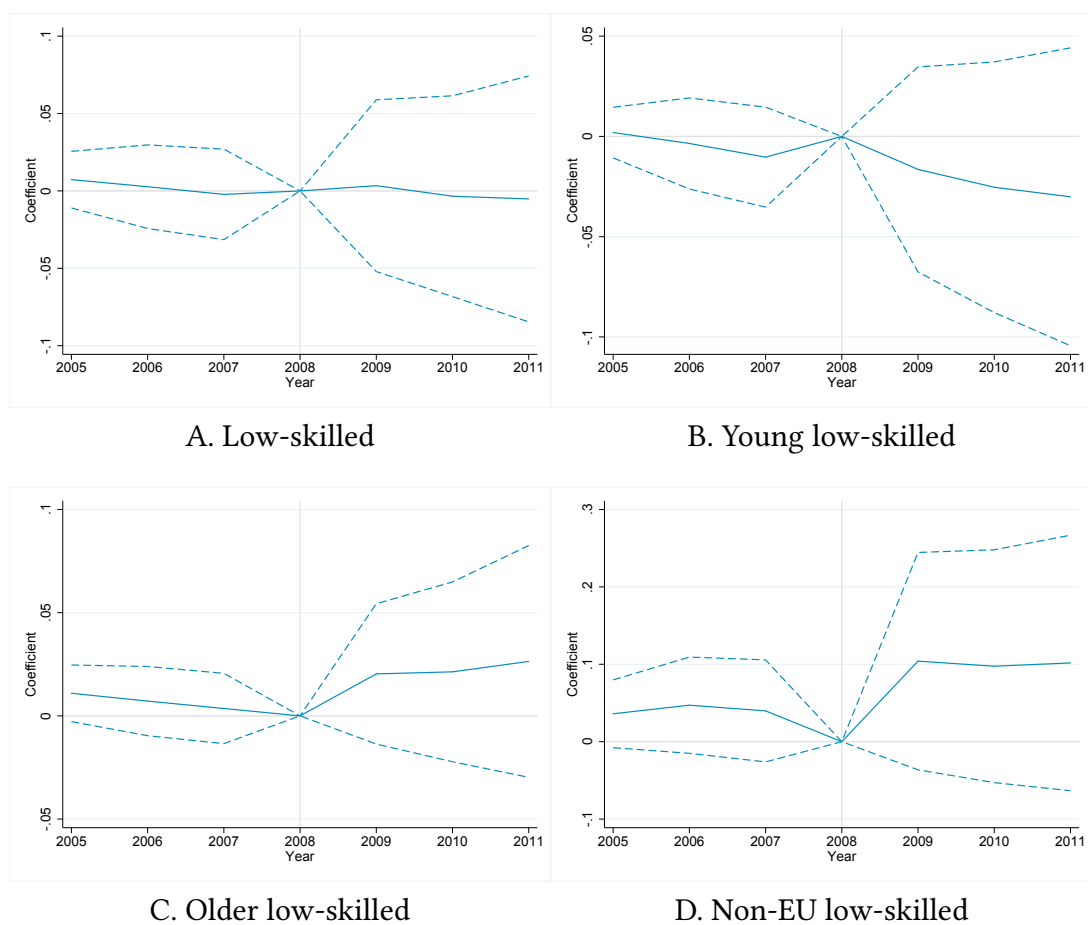 .1
.05
0
-.05
-.1
Coefficient
2005 2006 2007 2008 2009 2010 2011
Year
A. Low-skilled
.05
0
-.05
-.1
Coefficient
2005 2006 2007 2008 2009 2010 2011
Year
B. Young low-skilled
.1
.05
0
-.05
Coefficient
2005 2006 2007 2008 2009 2010 2011
Year
C. Older low-skilled
.3
0.2
0.1
0
-.1
Coefficient
2005 2006 2007 2008 2009 2010 2011
Year
D. Non-EU low-skilled